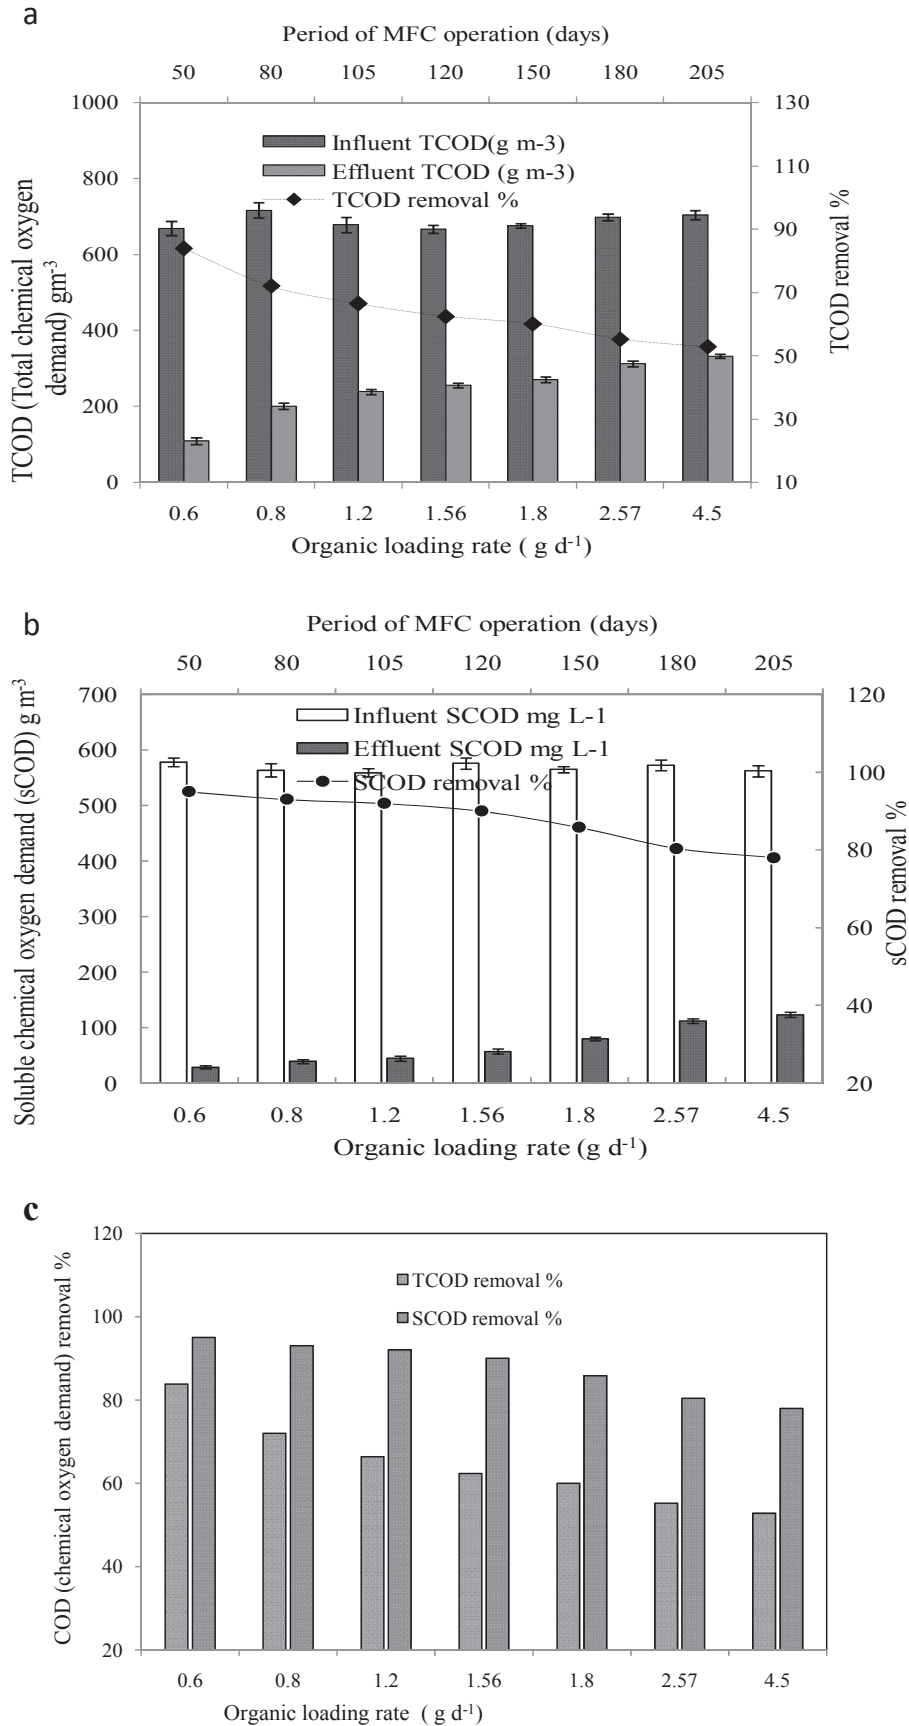 a
Period of MFC operation (days)
50 80 105 120 150 180 205
1000 130
Influent TCOD(g m-3)
Effluent TCOD (g m-3)
TCOD removal %
800 110
600 90
400 70
200 50
0 30
10
TCOD (Total chemical oxygen
demand) gm-3
TCOD removal %
0.6 0.8 1.2 1.56 1.8 2.57 4.5
Organic loading rate ( g d-1)
b
Period of MFC operation (days)
50 80 105 120 150 180 205
700 120
Influent SCOD mg L-1
Effluent SCOD mg L-1
SCOD removal %
600 100
500 80
400 60
300 40
200 20
100
0
Soluble chemical oxygen demand (sCOD) g m-3
sCOD removal %
0.6 0.8 1.2 1.56 1.8 2.57 4.5
Organic loading rate (g d-1)
c
120
TCOD removal %
SCOD removal %
100
80
60
40
20
COD (chemical oxygen demand) removal %
0.6 0.8 1.2 1.56 1.8 2.57 4.5
Organic loading rate ( g d-1)